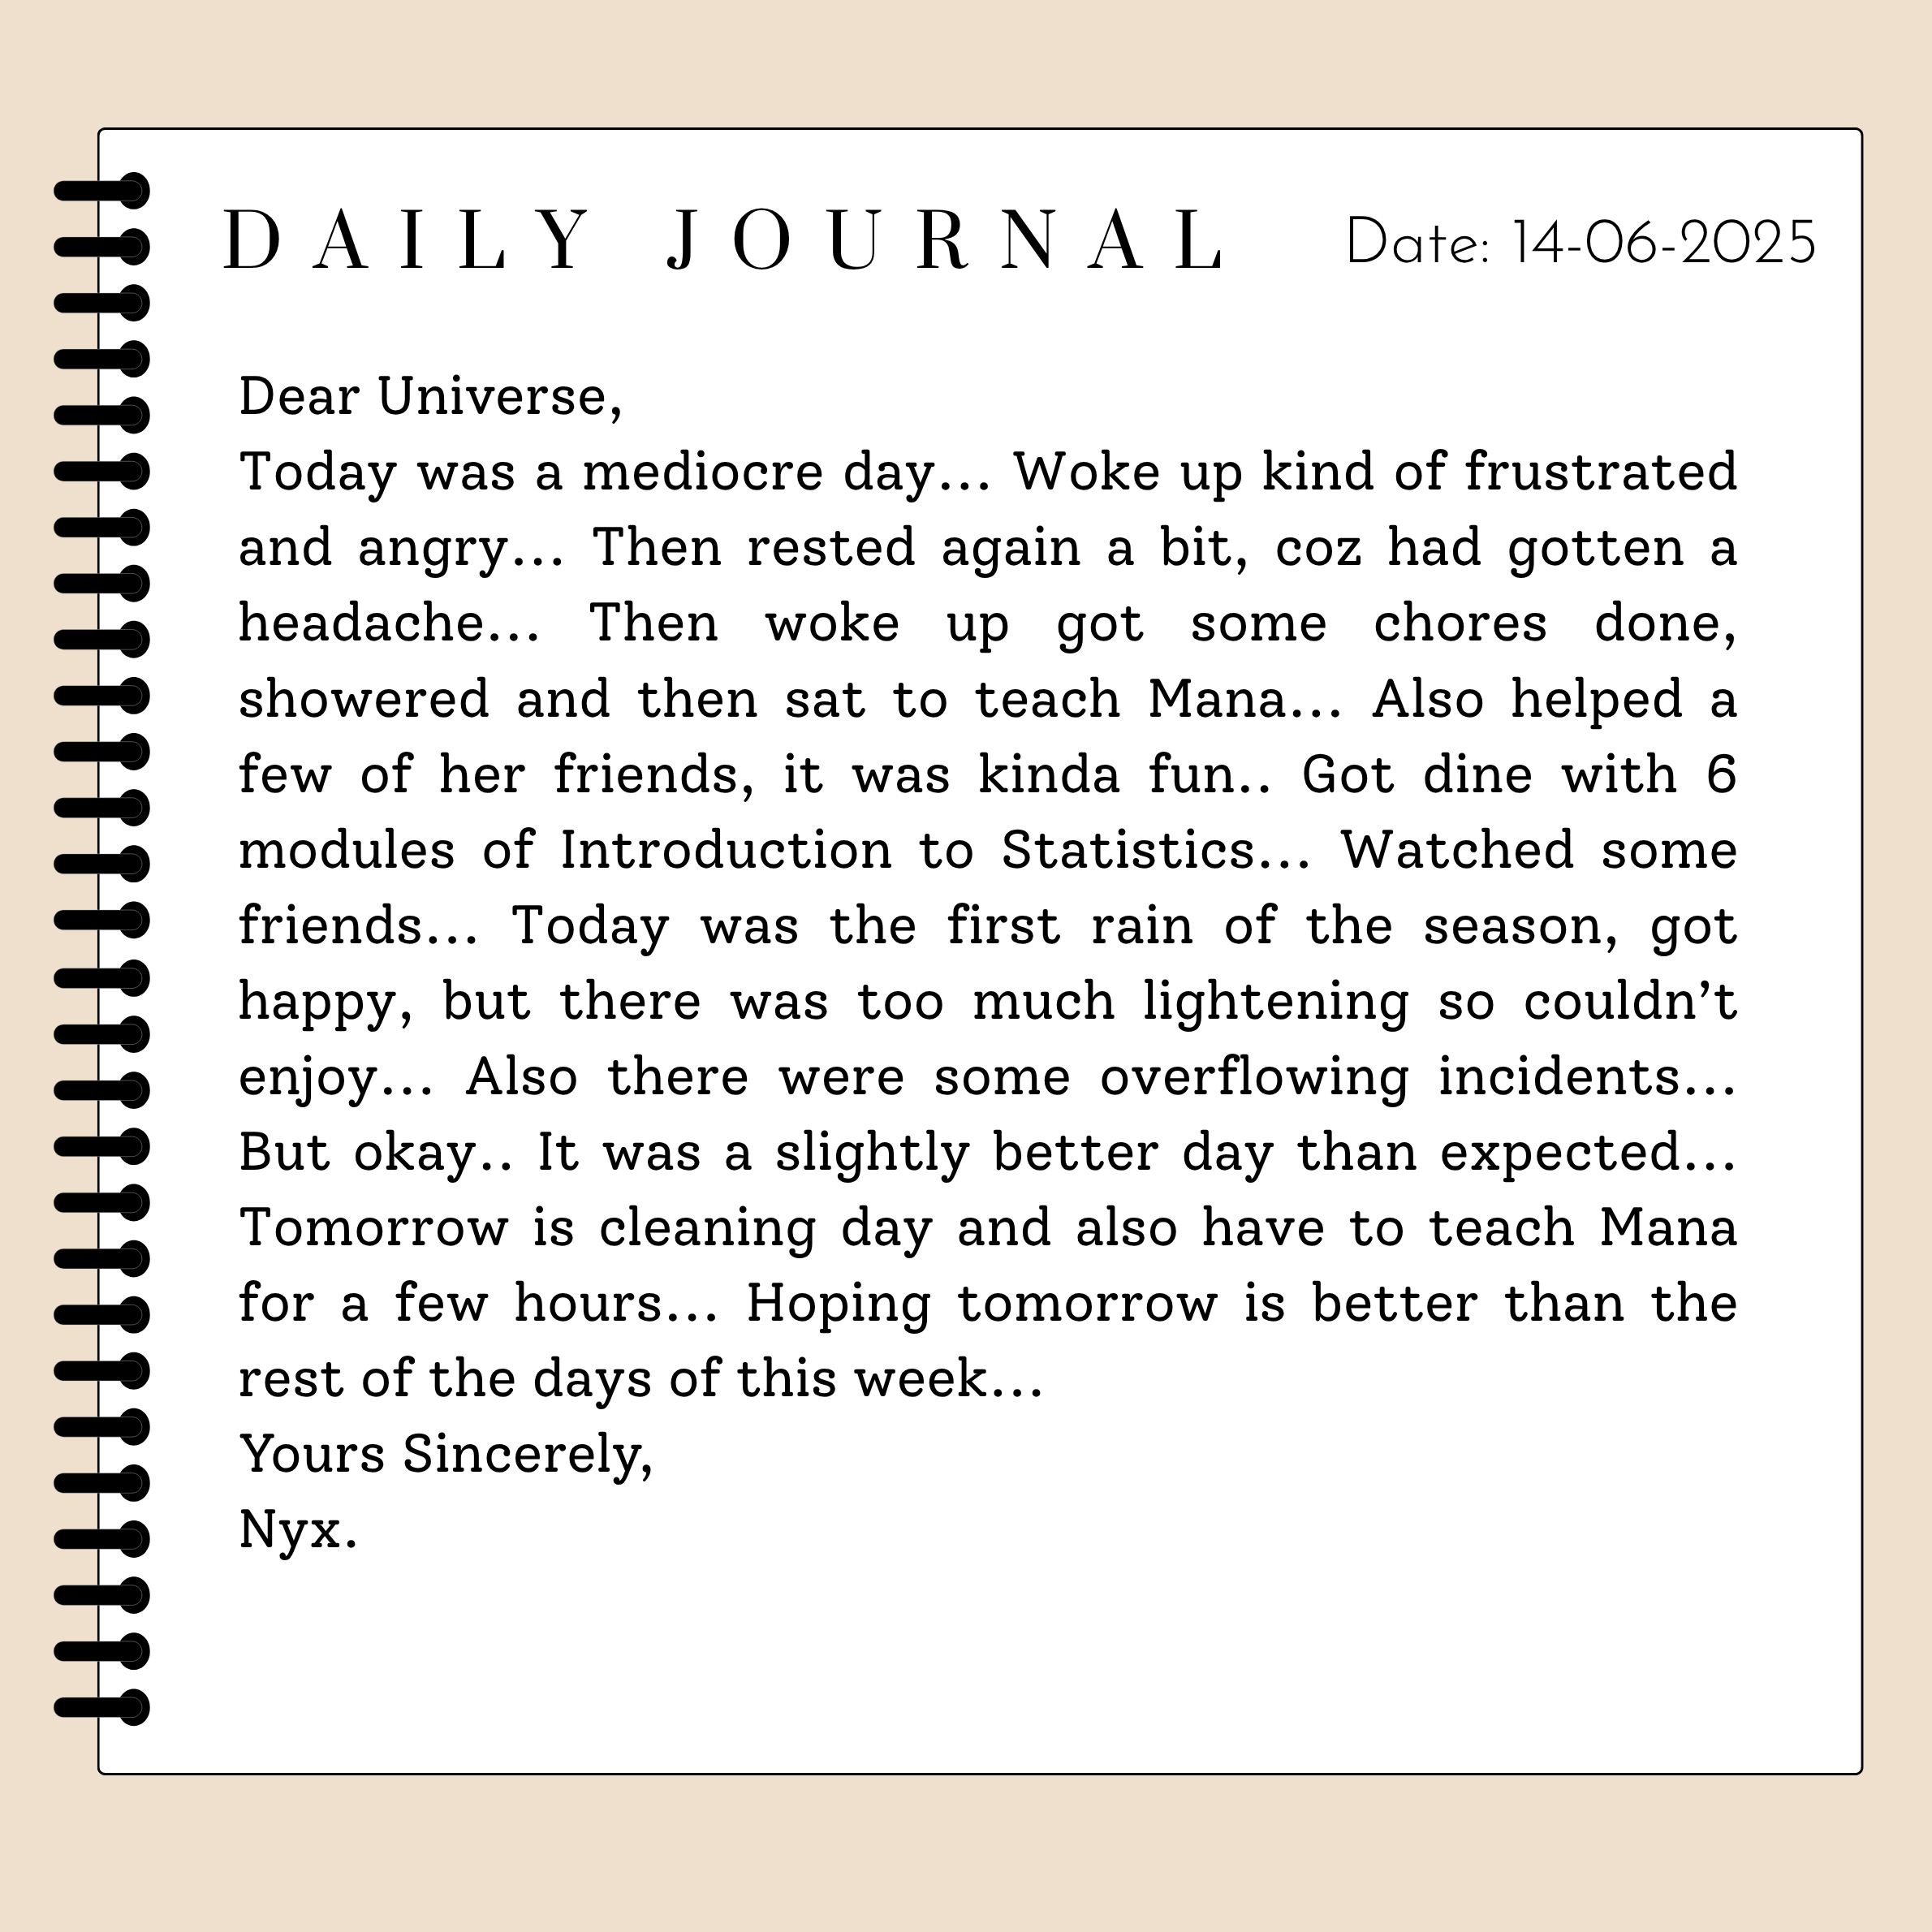 DAILY JOURNAL Date: 14-06-2025
Dear Universe,
Today was a mediocre day... Woke up kind of frustrated
and angry... Then rested again a bit, coz had gotten a
headache... Then woke up got some chores done,
showered and then sat to teach Mana... Also helped a
few of her friends, it was kinda fun.. Got dine with 6
modules of Introduction to Statistics... Watched some
friends... Today was the first rain of the season, got
happy, but there was too much lightening so couldn’t
enjoy... Also there were some overflowing incidents...
But okay.. It was a slightly better day than expected...
Tomorrow is cleaning day and also have to teach Mana
for a few hours... Hoping tomorrow is better than the
rest of the days of this week...
Yours Sincerely,
Nyx.